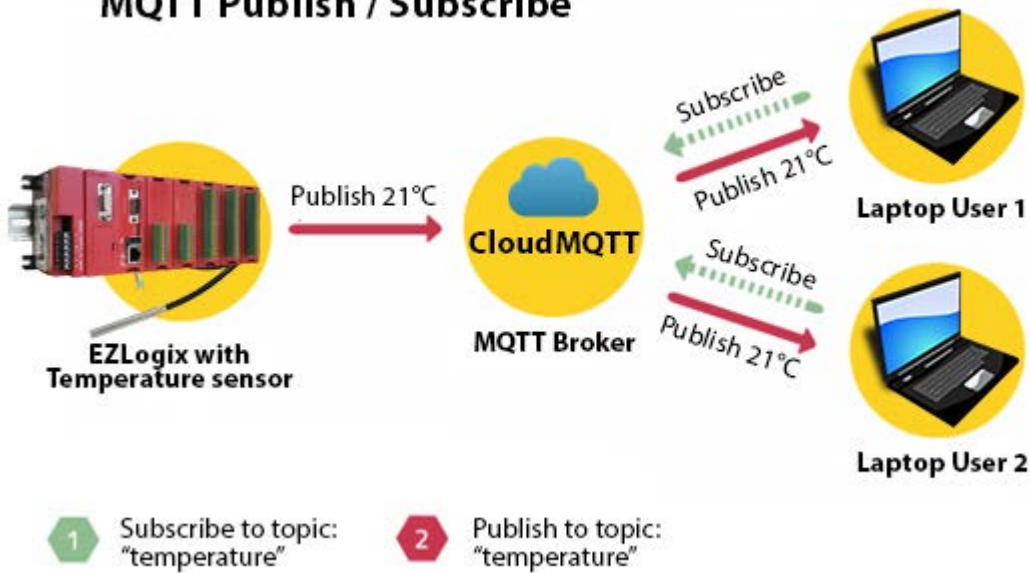 MQTT Publish / Subscribe
Subscribe
Publish 21°C
Laptop User 1
Publish 21°C
CloudMQTT
MQTT Broker
EZLogix with
Temperature sensor
Subscribe
Publish 21°C
Laptop User 2
1
Subscribe to topic:
“temperature”
2
Publish to topic:
“temperature”